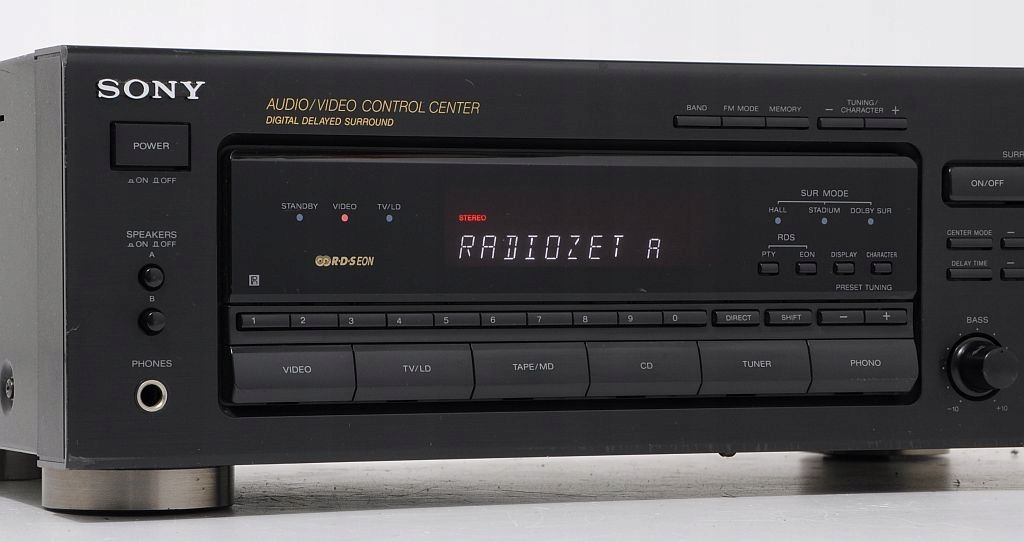 SONY
AUDIO/VIDEO CONTROL CENTER
DIGITAL DELAYED SURROUND
BAND FM MODE MEMORY
TUNING/
− CHARACTER +
POWER
ON OFF
ON/OFF
SUR MODE
STANDBY VIDEO TV/LD
HALL STADIUM DOLBY SUR
STEREO
RADIOZET A
SPEAKERS
ON OFF
A
B
RDS
PTY EON DISPLAY CHARACTER
R·D·S EON
PRESET TUNING
CENTER MODE −
DELAY TIME −
1 2 3 4 5 6 7 8 9 0 DIRECT SHIFT − +
VIDEO TV/LD TAPE/MD CD TUNER PHONO
PHONES
BASS
−10 +10